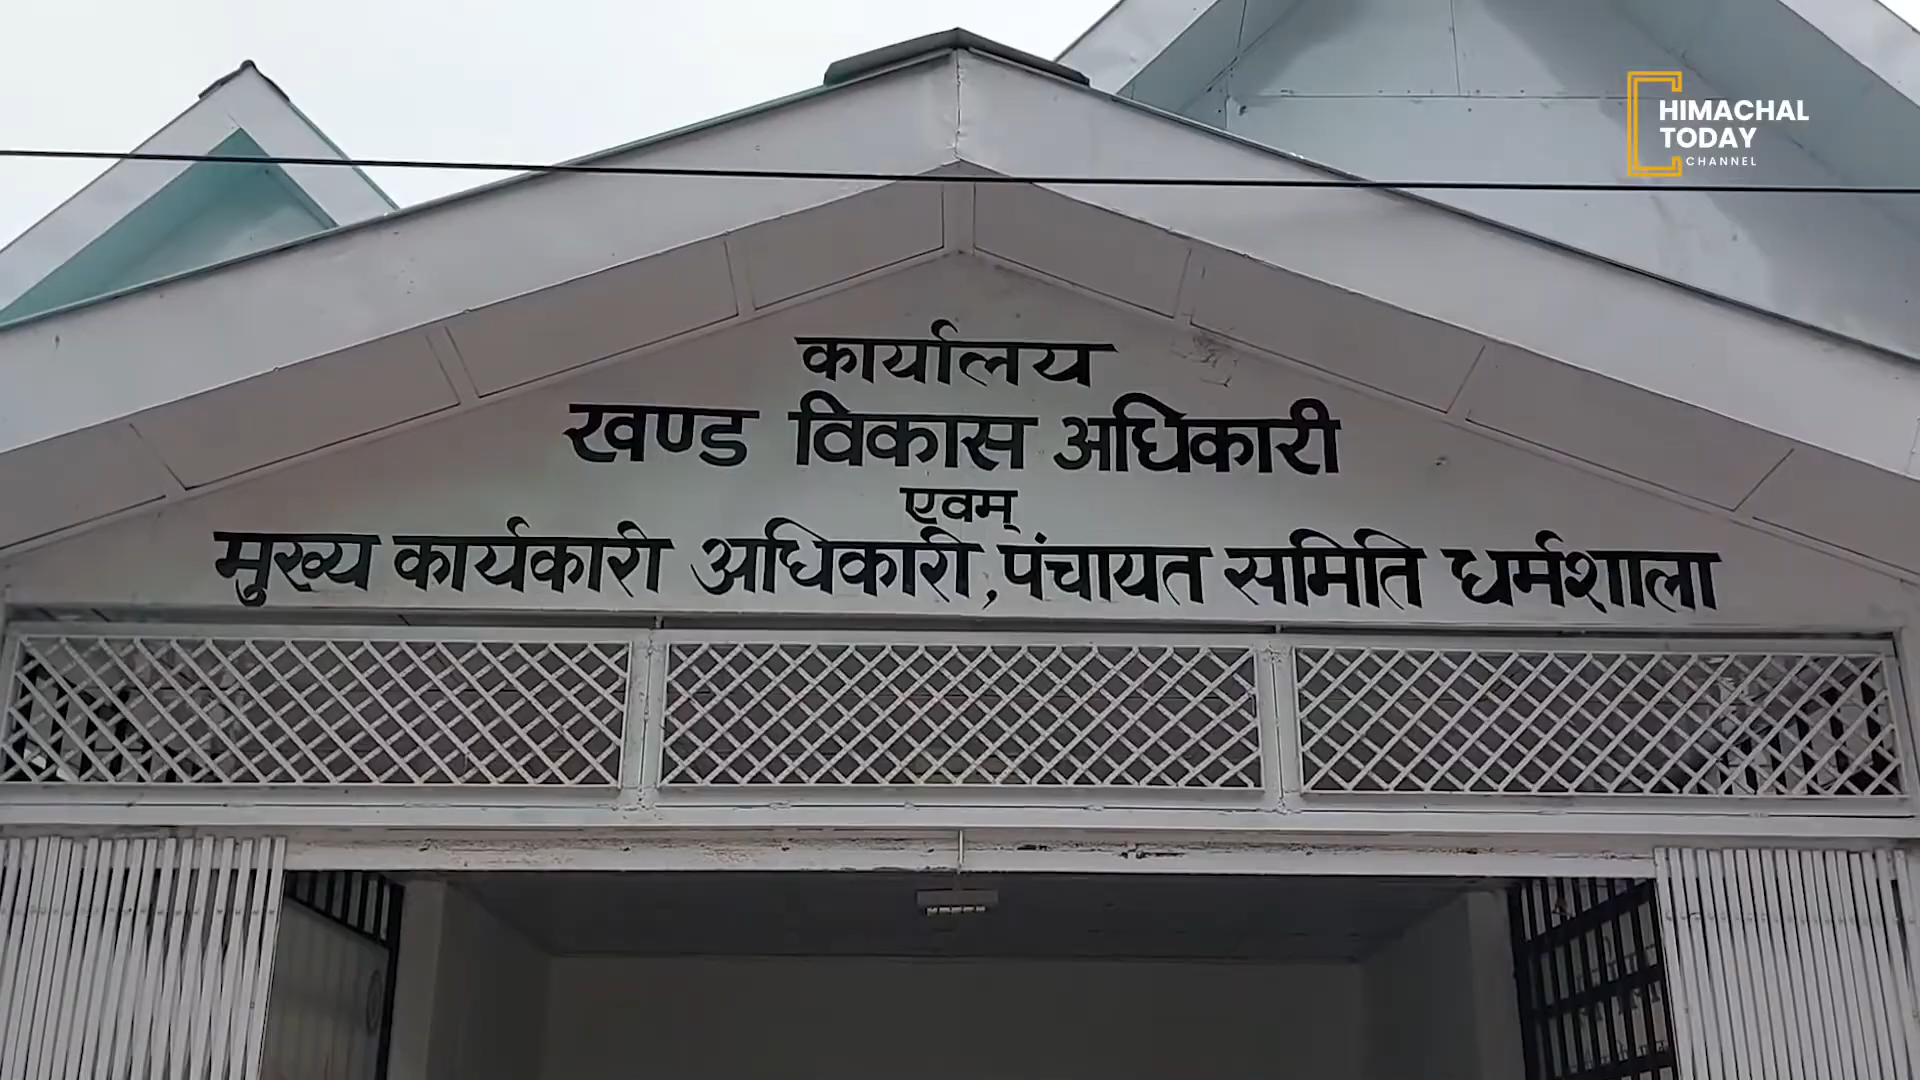 HIMACHAL
TODAY
CHANNEL
कार्यालय
खण्ड विकास अधिकारी
एवम्
मुख्य कार्यकारी अधिकारी, पंचायत समिति धर्मशाला